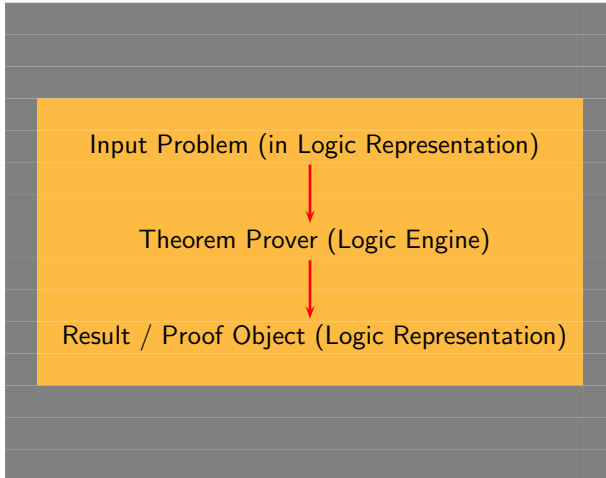 Input Problem (in Logic Representation)
Theorem Prover (Logic Engine)
Result / Proof Object (Logic Representation)